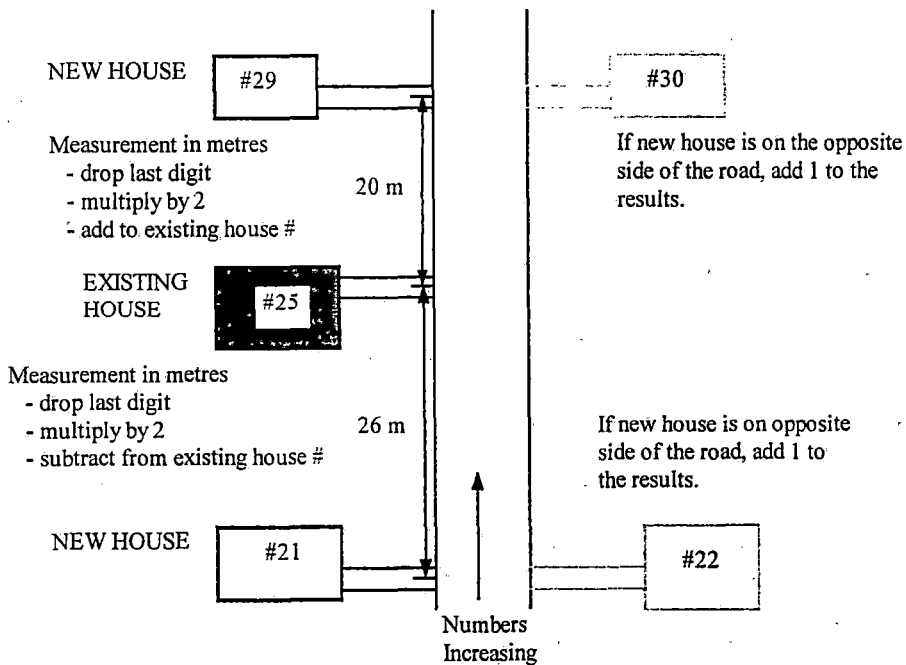 NEW HOUSE
#29
#30
Measurement in metres
- drop last digit
- multiply by 2
- add to existing house #
20 m
If new house is on the opposite
side of the road, add 1 to the
results.
EXISTING
HOUSE
#25
Measurement in metres
- drop last digit
- multiply by 2
- subtract from existing house #
26 m
If new house is on opposite
side of the road, add 1 to
the results.
NEW HOUSE
#21
#22
Numbers
Increasing